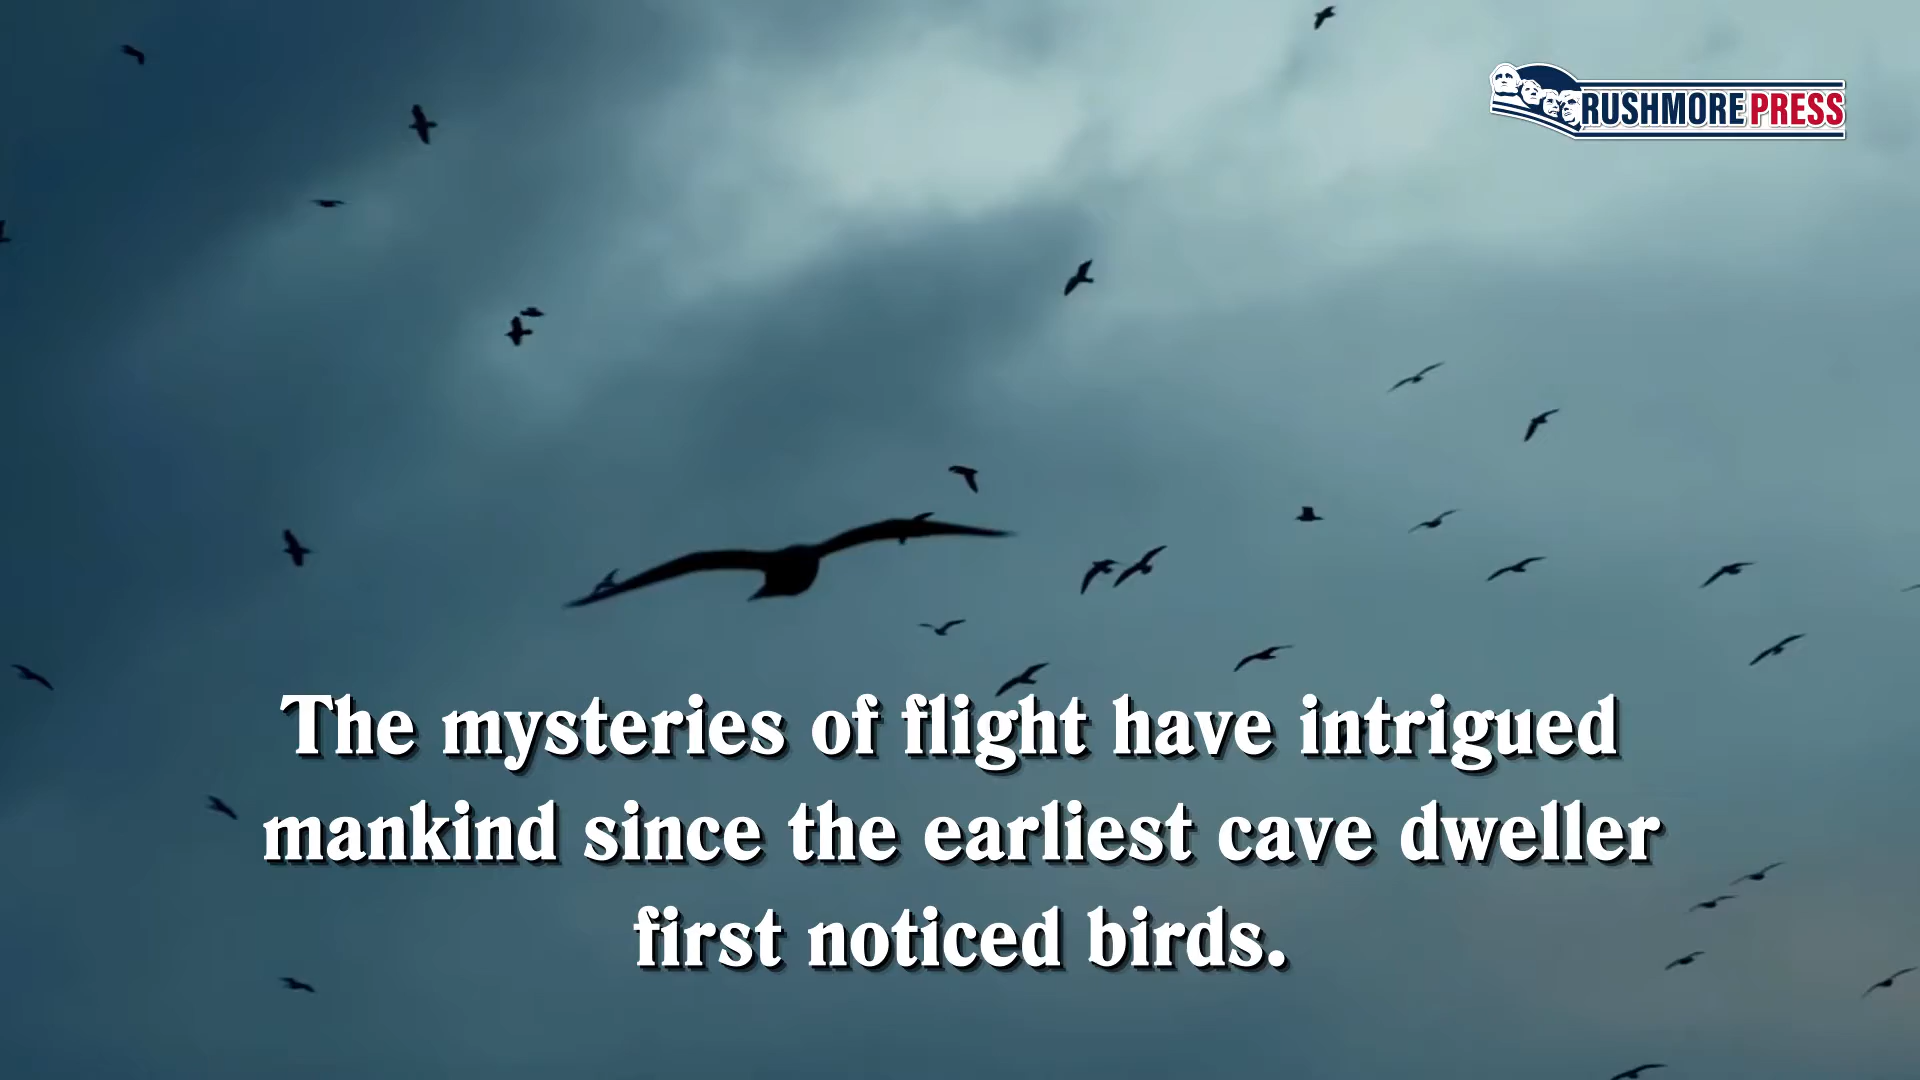 RUSHMORE PRESS
The mysteries of flight have intrigued
mankind since the earliest cave dweller
first noticed birds.